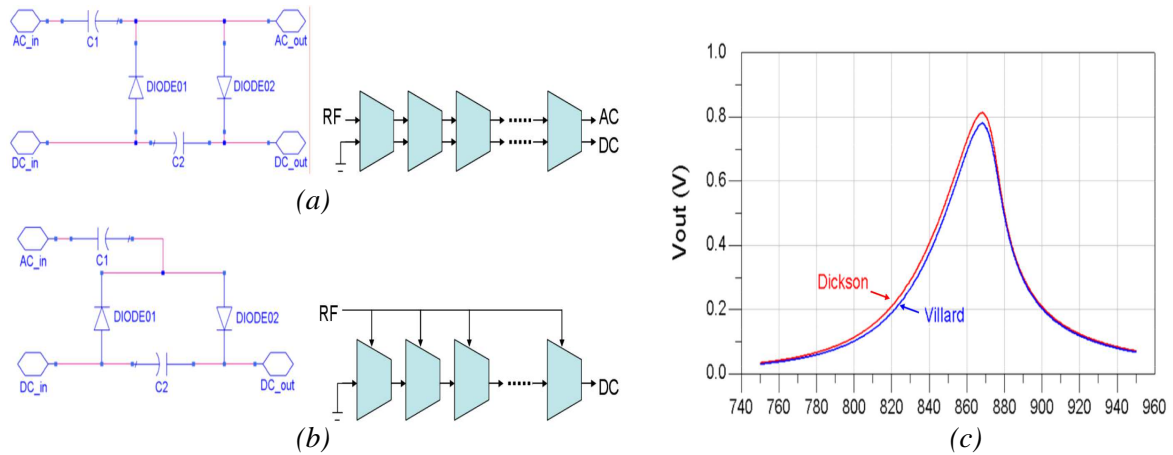 AC_in
C1
AC_out
DIODE01
DIODE02
DC_in
C2
DC_out
RF
AC
DC
(a)
AC_in
C1
DIODE01
DIODE02
DC_in
C2
DC_out
RF
DC
(b)
Vout (V)
1.0
0.8
0.6
0.4
0.2
0.0
Dickson
Villard
740 760 780 800 820 840 860 880 900 920 940 960
(c)